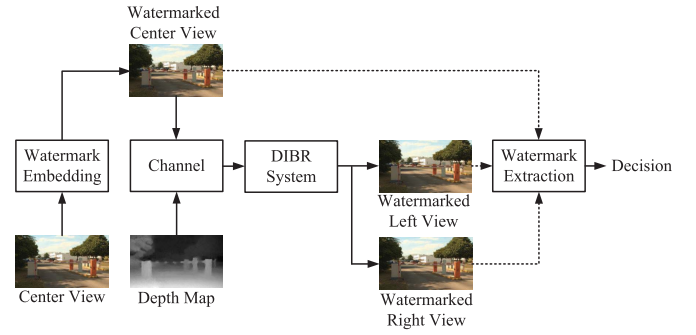 Watermarked
Center View
Watermark
Embedding
Channel
DIBR
System
Watermark
Extraction
Decision
Watermarked
Left View
Center View
Depth Map
Watermarked
Right View